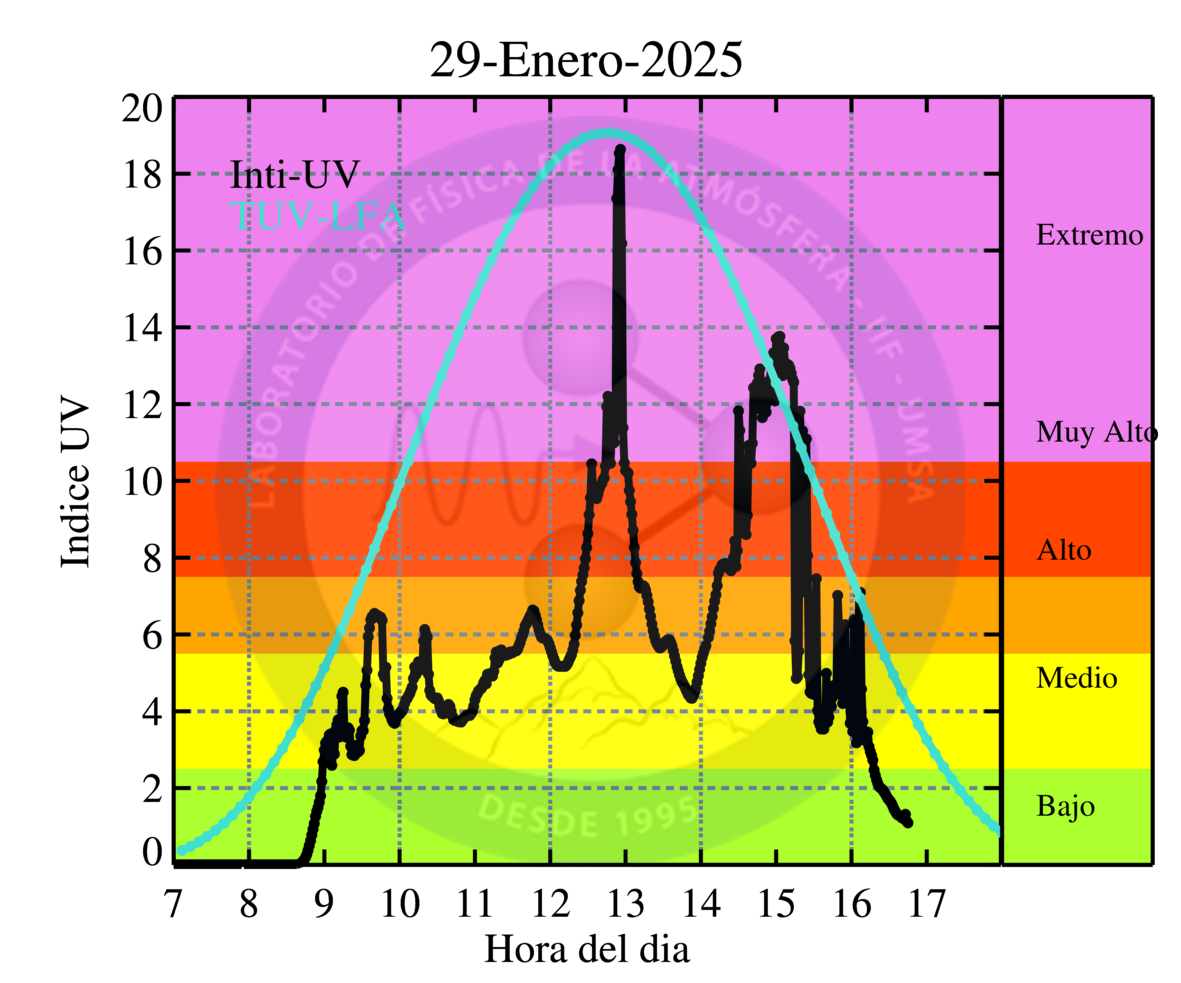 29-Enero-2025
Inti-UV
TUV-LFA
LABORATORIO DE FÍSICA DE LA ATMÓSFERA - IIF - UMSA
DESDE 1995
Indice UV
20
18
16
14
12
10
8
6
4
2
0
Extremo
Muy Alto
Alto
Medio
Bajo
7 8 9 10 11 12 13 14 15 16 17
Hora del dia